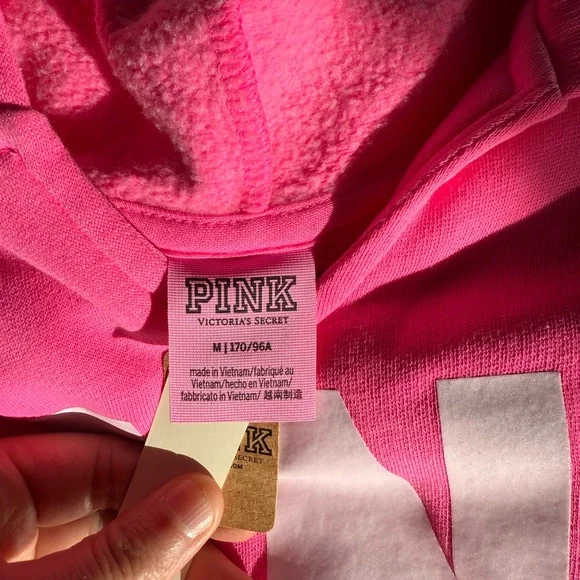 PINK
VICTORIA'S SECRET
M | 170/96A
made in Vietnam/fabriqué au
Vietnam/hecho en Vietnam/
fabbricato in Vietnam/ 越南制造